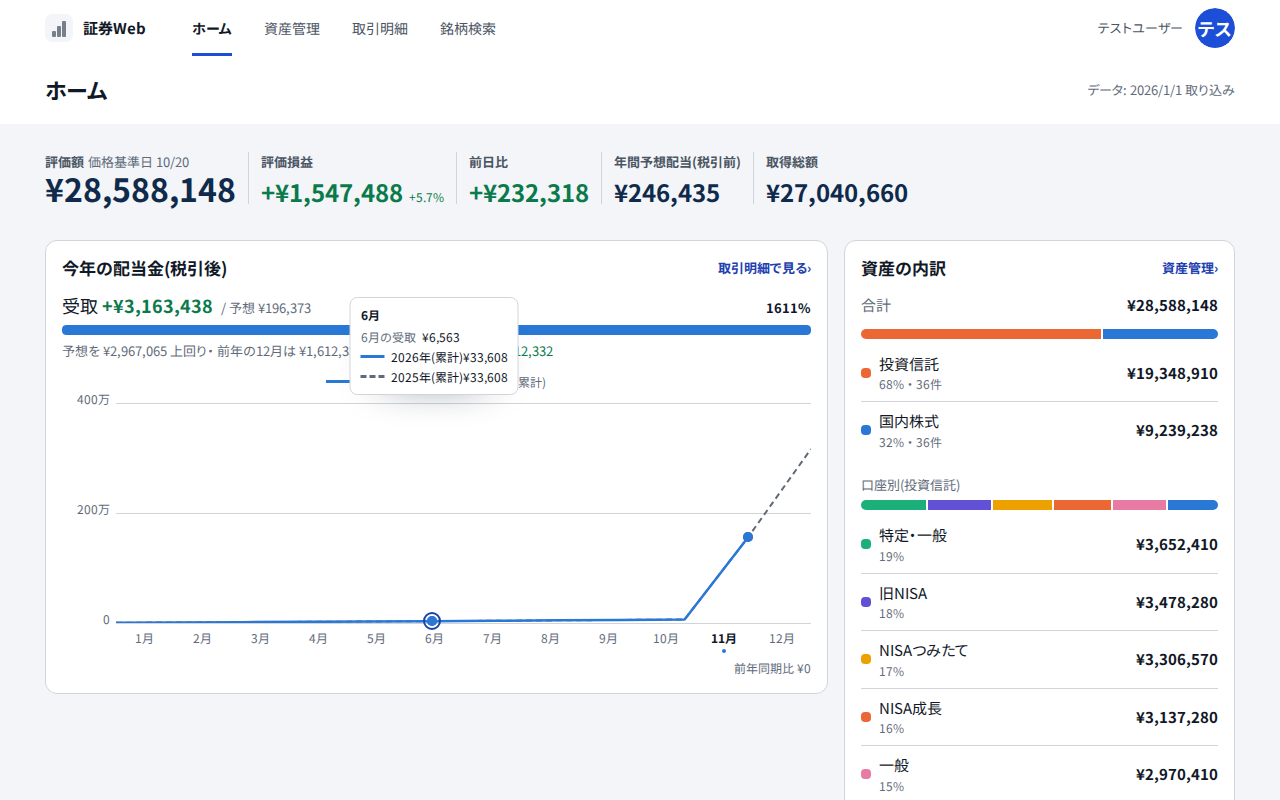 証券Web
ホーム
資産管理
取引明細
銘柄検索
テストユーザー
テス
ホーム
データ: 2026/1/1 取り込み
評価額 価格基準日 10/20
¥28,588,148
評価損益
+¥1,547,488 +5.7%
前日比
+¥232,318
年間予想配当(税引前)
¥246,435
取得総額
¥27,040,660
今年の配当金(税引後)
取引明細で見る›
受取 +¥3,163,438 / 予想 ¥196,373
1611%
予想を ¥2,967,065 上回り・前年の12月は ¥1,612,3
12,332
6月
6月の受取 ¥6,563
2026年(累計)¥33,608
2025年(累計)¥33,608
累計)
400万
200万
0
1月
2月
3月
4月
5月
6月
7月
8月
9月
10月
11月
12月
前年同期比 ¥0
資産の内訳
資産管理›
合計
¥28,588,148
投資信託
¥19,348,910
68%・36件
国内株式
¥9,239,238
32%・36件
口座別(投資信託)
特定・一般
¥3,652,410
19%
旧NISA
¥3,478,280
18%
NISAつみたて
¥3,306,570
17%
NISA成長
¥3,137,280
16%
一般
¥2,970,410
15%